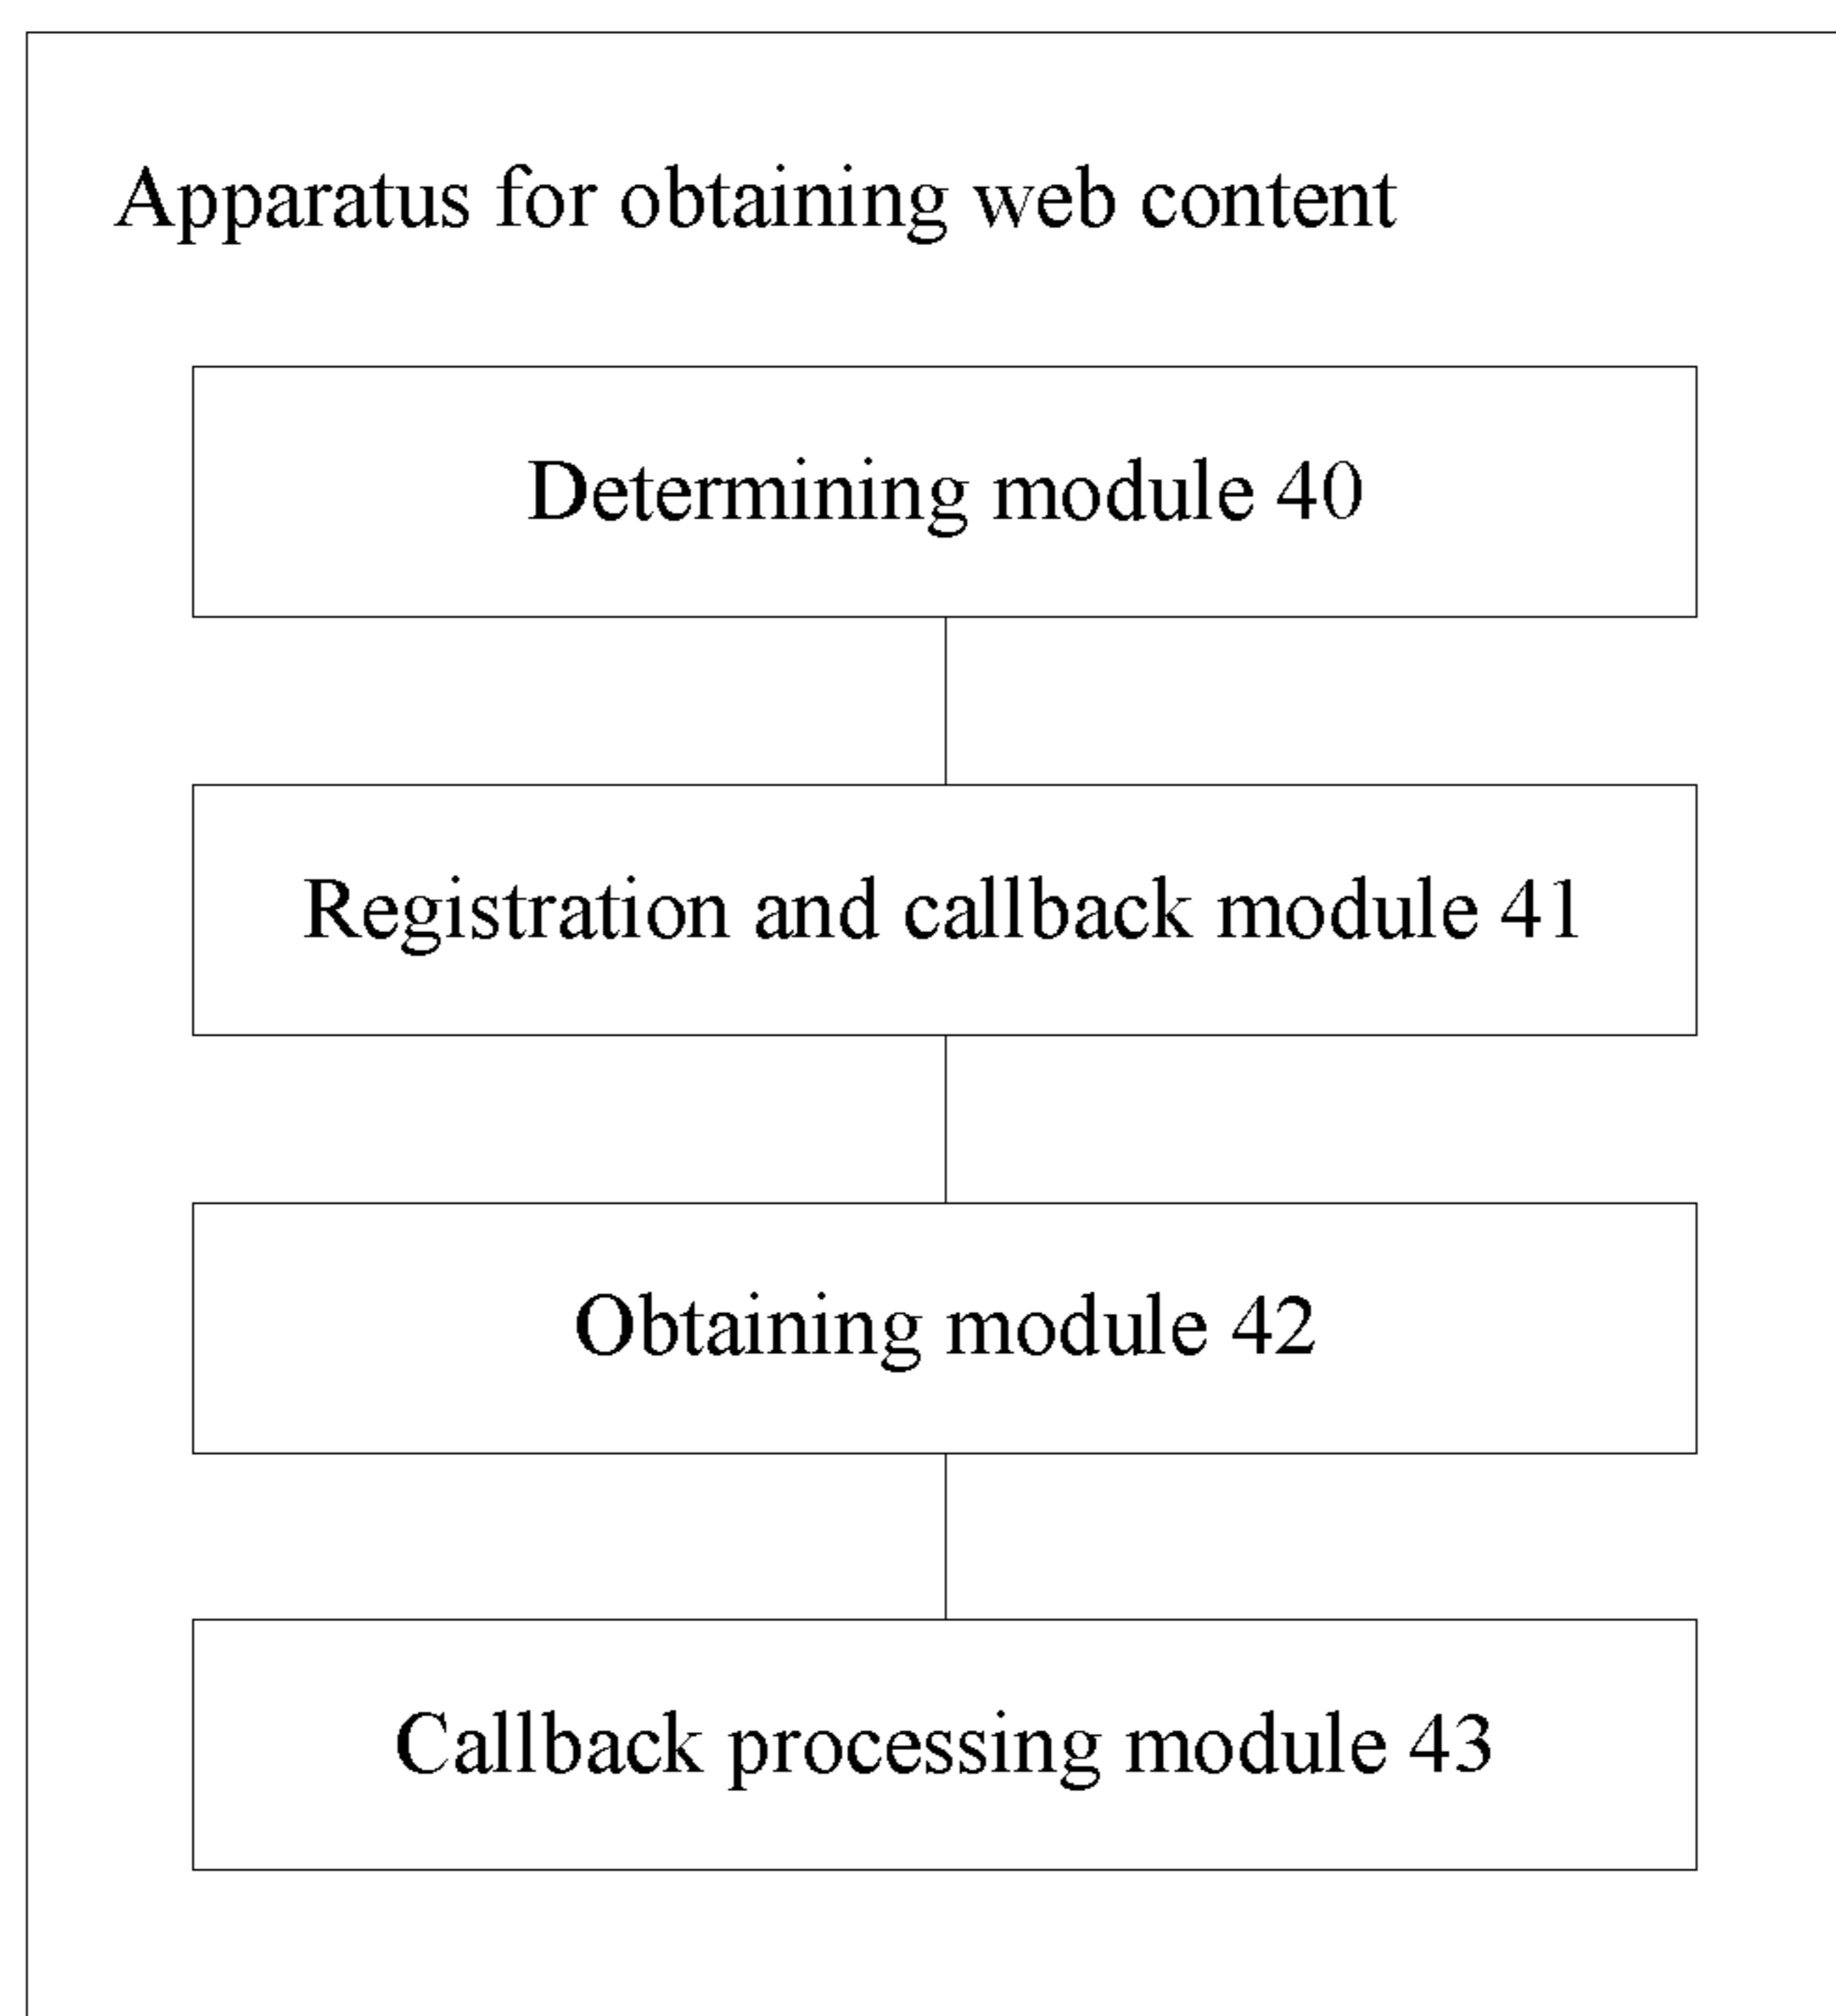 Apparatus for obtaining web content
Determining module 40
Registration and callback module 41
Obtaining module 42
Callback processing module 43